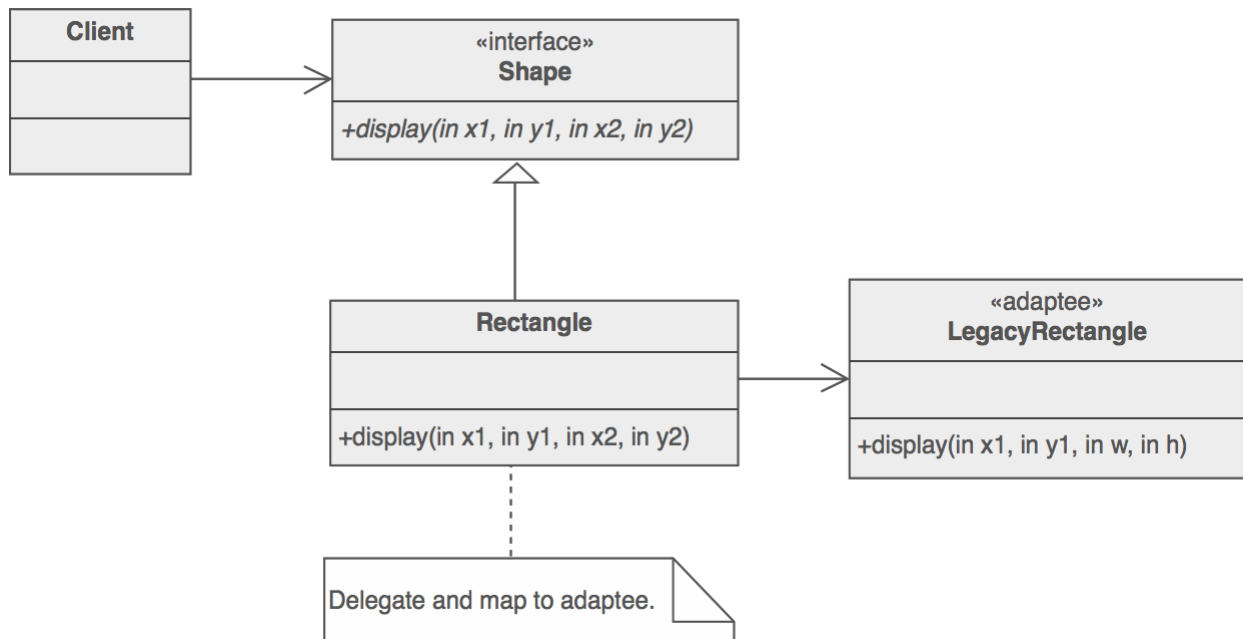 Client
«interface»
Shape
+display(in x1, in y1, in x2, in y2)
Rectangle
+display(in x1, in y1, in x2, in y2)
«adaptee»
LegacyRectangle
+display(in x1, in y1, in w, in h)
Delegate and map to adaptee.